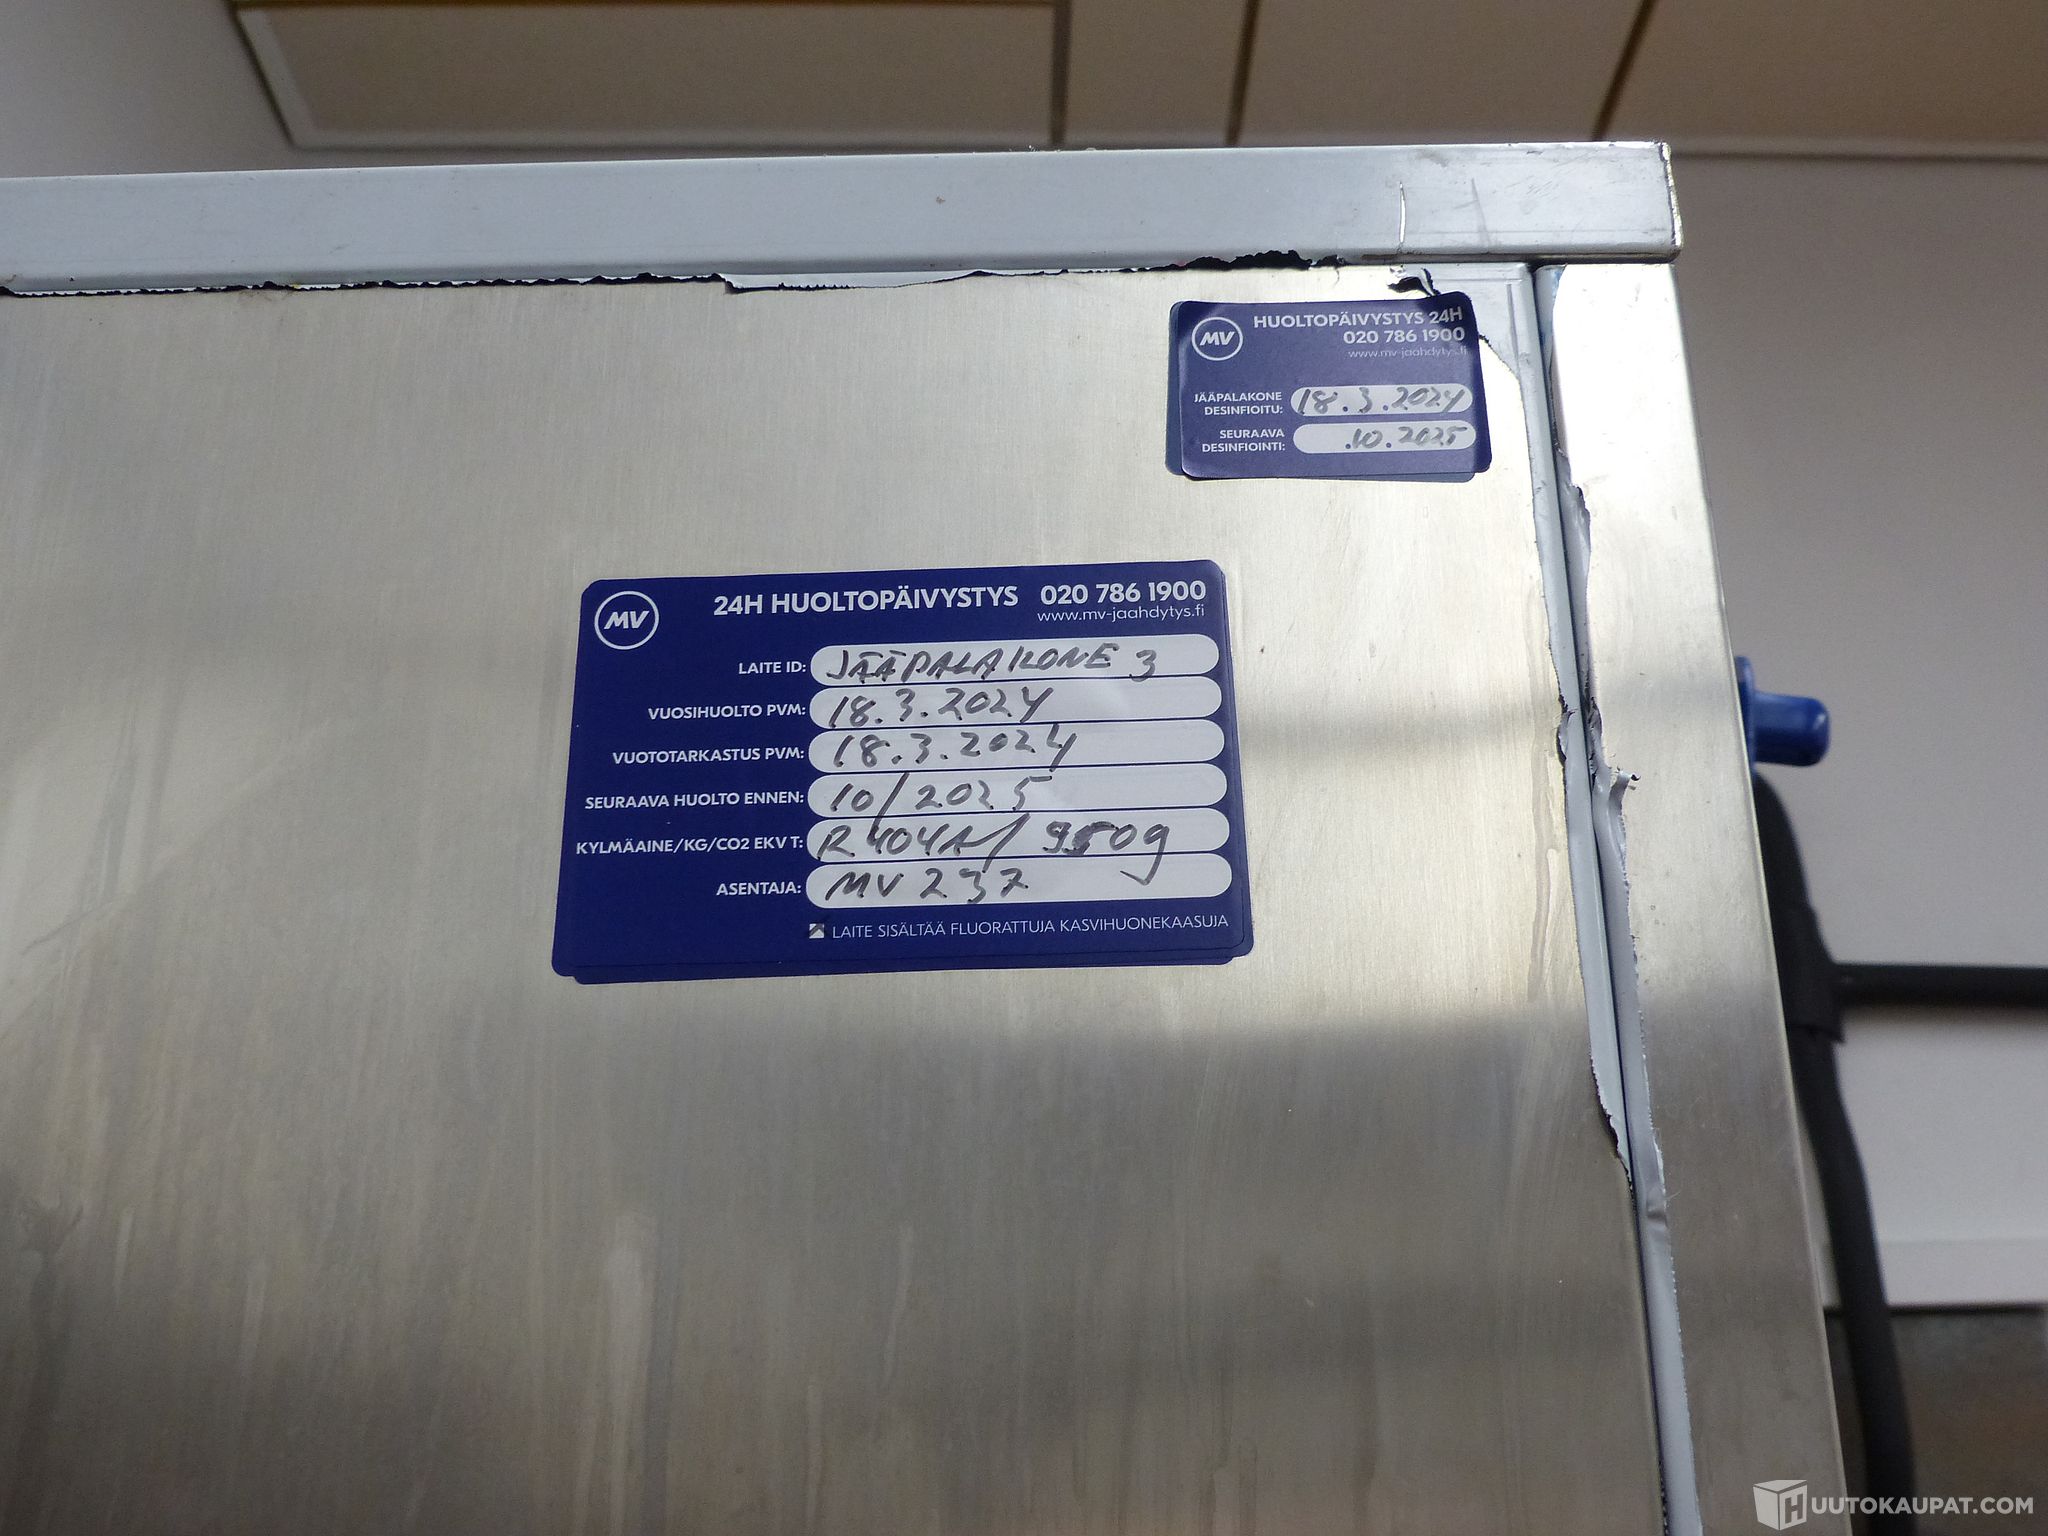 MV
HUOLTOPÄIVYSTYS 24H
020 786 1900
www.mv-jaahdytys.fi
JÄÄPALAKONE
DESINFIOITU: 18.3.2024
SEURAAVA
DESINFIOINTI: .10.2025
MV
24H HUOLTOPÄIVYSTYS 020 786 1900
www.mv-jaahdytys.fi
LAITE ID: JÄÄPALAKONE 3
VUOSIHUOLTO PVM: 18.3.2024
VUOTOTARKASTUS PVM: 18.3.2024
SEURAAVA HUOLTO ENNEN: 10/2025
KYLMÄAINE/KG/CO2 EKV T: R404A/ 950g
ASENTAJA: MV 237
LAITE SISÄLTÄÄ FLUORATTUJA KASVIHUONEKAASUJA
HUUTOKAUPAT.COM